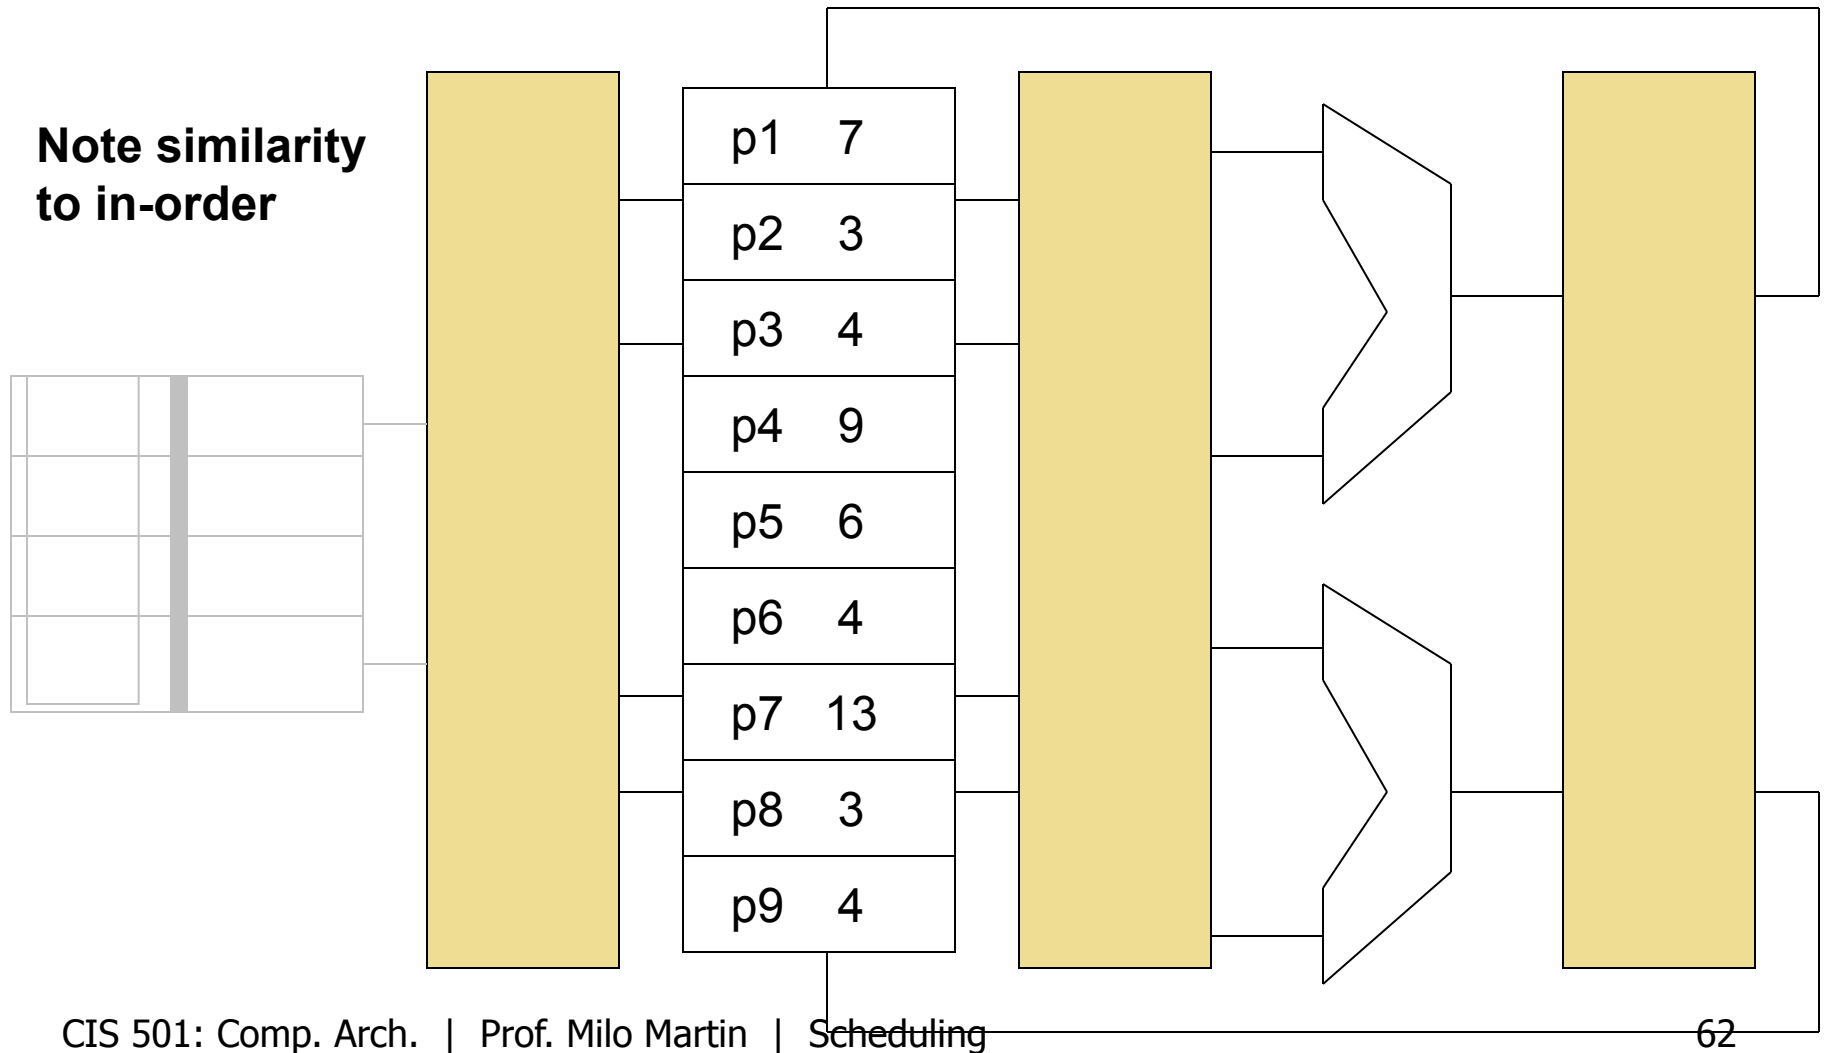 Note similarity
to in-order
p1 7
p2 3
p3 4
p4 9
p5 6
p6 4
p7 13
p8 3
p9 4
CIS 501: Comp. Arch. | Prof. Milo Martin | Scheduling 62